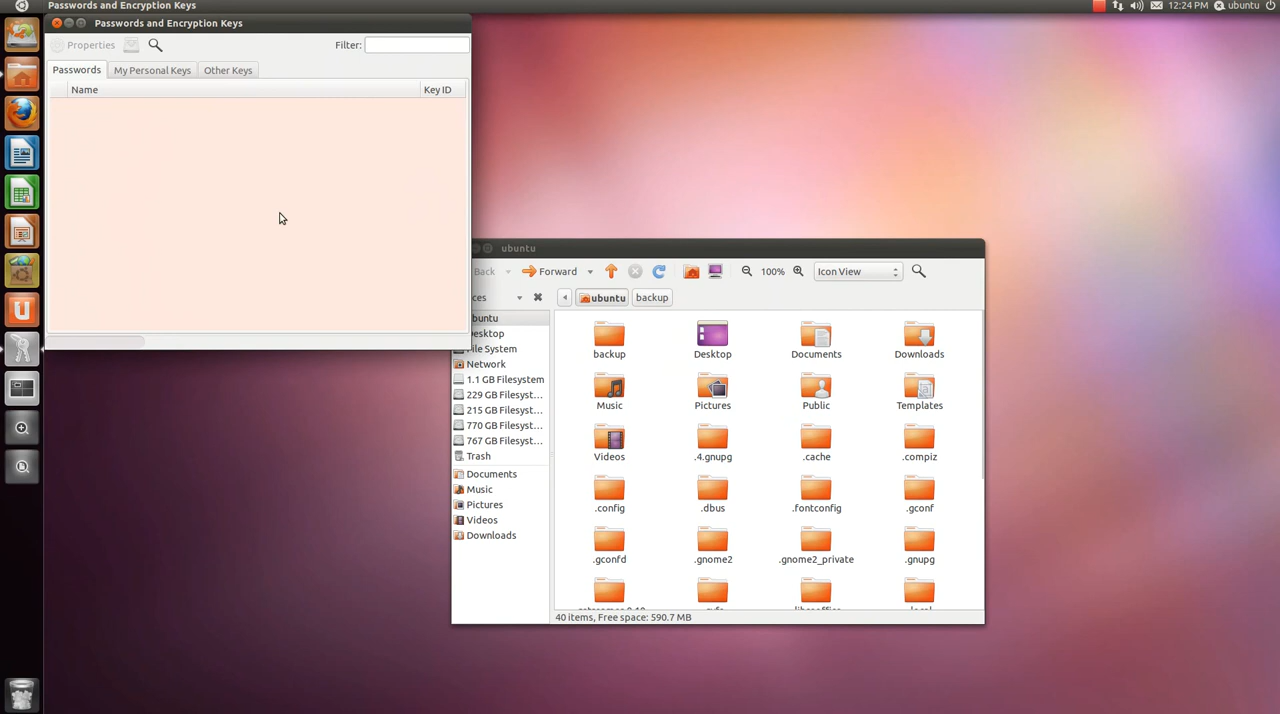 Passwords and Encryption Keys
12:24 PM ubuntu
Passwords and Encryption Keys
Properties Filter:
Passwords My Personal Keys Other Keys
Name Key ID
ubuntu
Back Forward 100% Icon View
ces ubuntu backup
buntu
Desktop
File System
Network
1.1 GB Filesystem
229 GB Filesyst...
215 GB Filesyst...
770 GB Filesyst...
767 GB Filesyst...
Trash
Documents
Music
Pictures
Videos
Downloads
backup Desktop Documents Downloads
Music Pictures Public Templates
Videos .4.gnupg .cache .compiz
.config .dbus .fontconfig .gconf
.gconfd .gnome2 .gnome2_private .gnupg
40 items, Free space: 590.7 MB